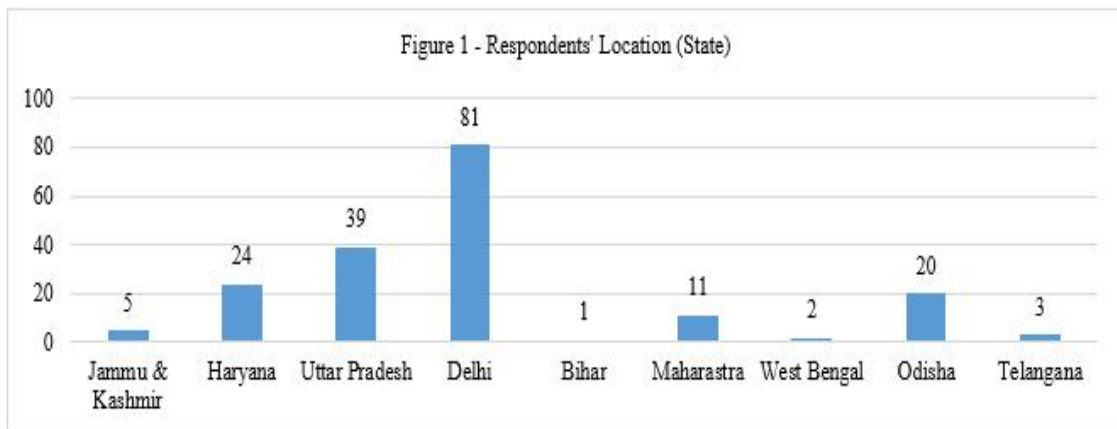 Figure 1 - Respondents' Location (State)
100
80
60
40
20
0
5
24
39
81
1
11
2
20
3
Jammu &
Kashmir
Haryana
Uttar Pradesh
Delhi
Bihar
Maharastra
West Bengal
Odisha
Telangana